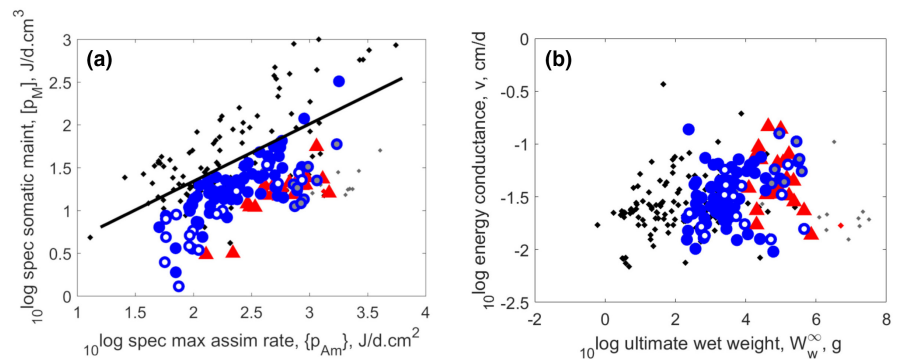 (a)
10log spec somatic maint, [pM], J/d.cm3
3
2.5
2
1.5
1
0.5
0
1 1.5 2 2.5 3 3.5 4
10log spec max assim rate, {pAm}, J/d.cm2
(b)
10log energy conductance, v, cm/d
0
-0.5
-1
-1.5
-2
-2.5
-2 0 2 4 6 8
10log ultimate wet weight, Ww∞, g